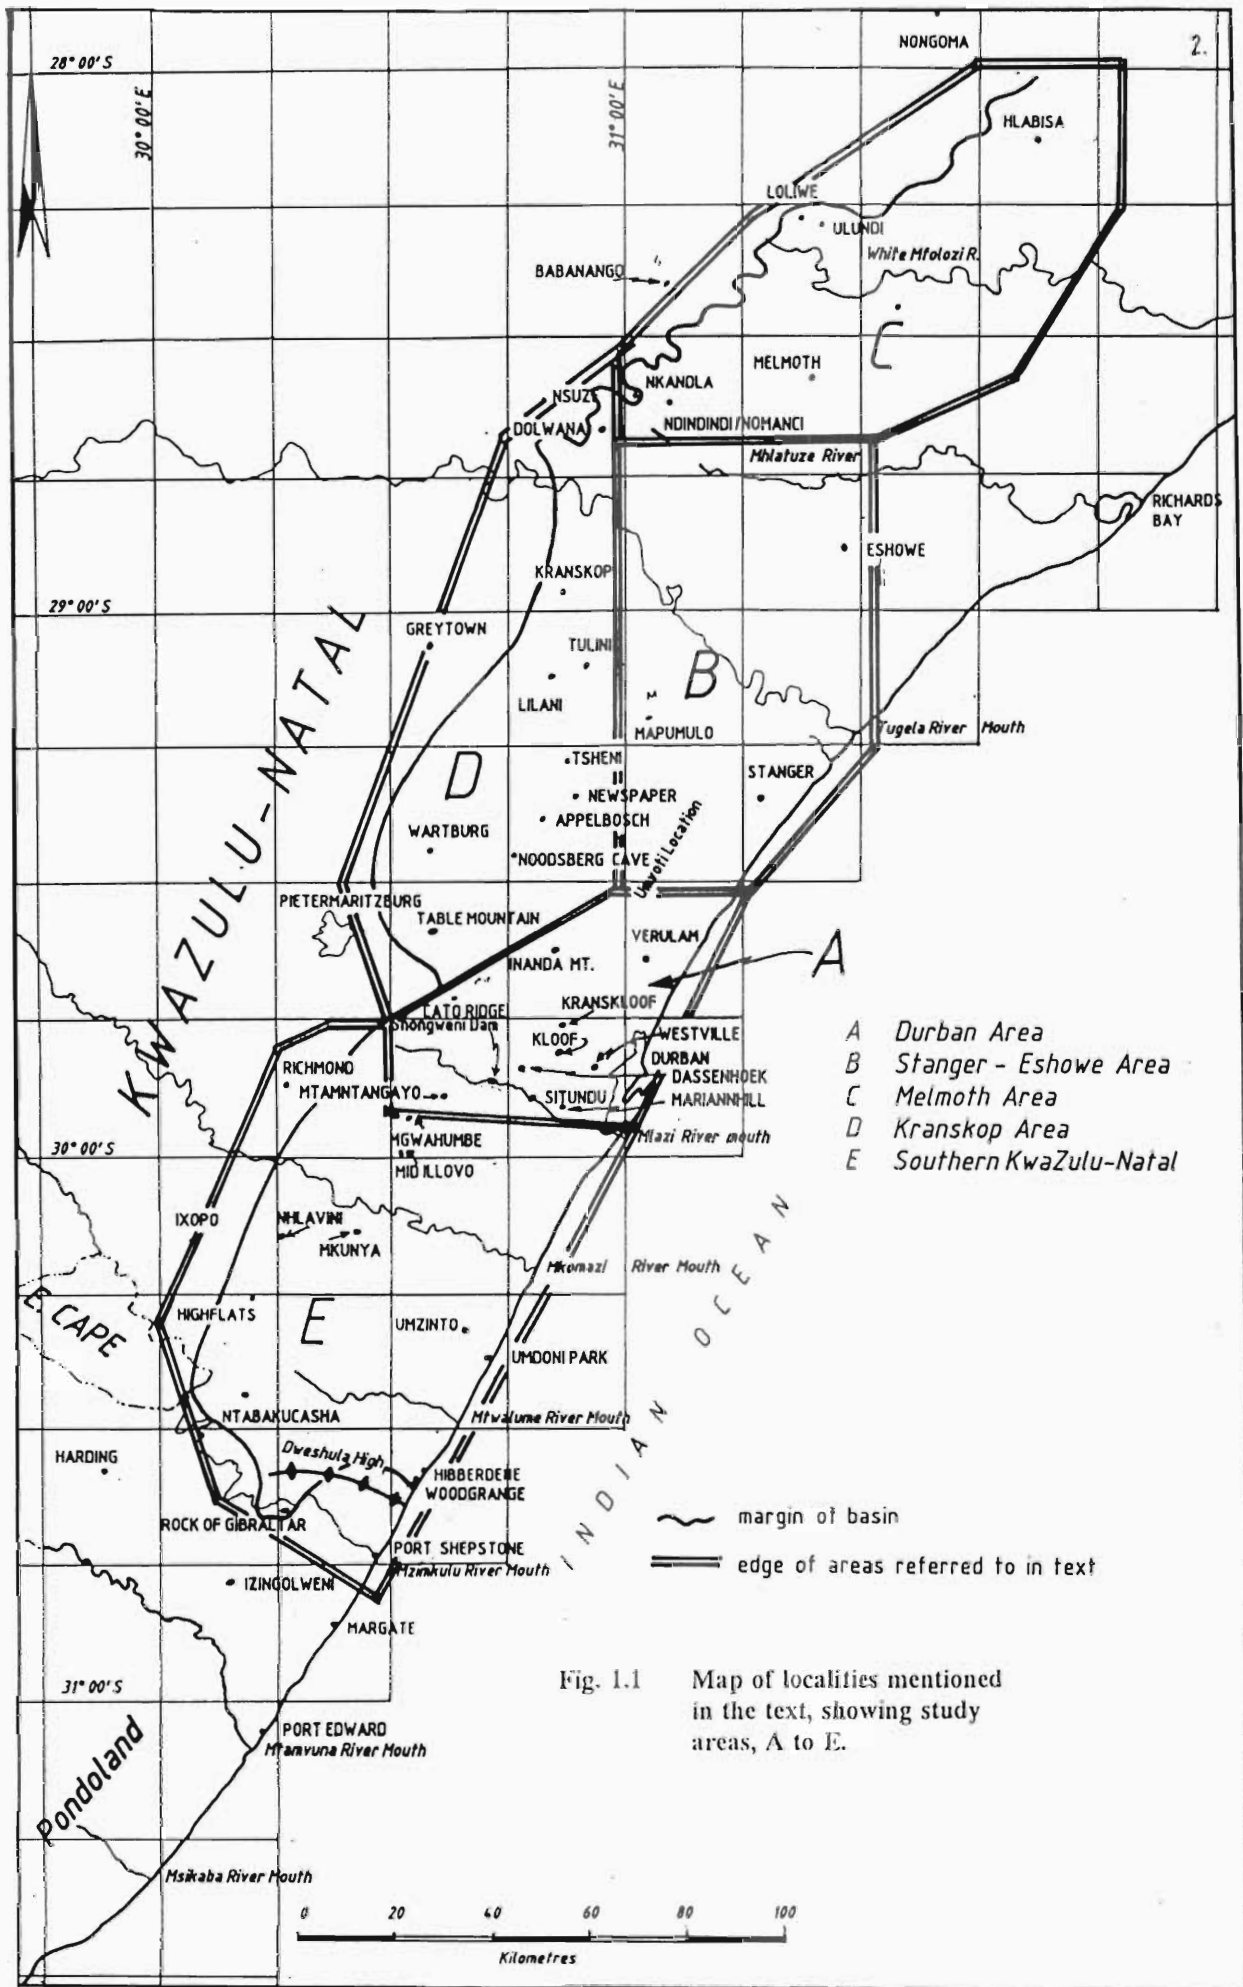 2.
NONGOMA
28° 00' S
30° 00' E
31° 00' E
HLABISA
LOLIWE
ULUNDI
White Mfolozi R.
BABANANGO
C
MELMOTH
NKANDLA
NSUZE
DOLWANA
NDINDINDI/NOMANCI
Mhlatuze River
RICHARDS
BAY
ESHOWE
KRANSKOP
29° 00' S
GREYTOWN
TULINI
LILANI
B
MAPUMULO
Tugela River Mouth
KWAZULU-NATAL
D
TSHENI
STANGER
NEWSPAPER
APPELBOSCH
WARTBURG
NOODSBERG CAVE
Umvoti Location
PIETERMARITZBURG
TABLE MOUNTAIN
VERULAM
A
INANDA MT.
CATO RIDGE
KRANSKLOOF
Shongweni Dam
WESTVILLE
KLOOF
DURBAN
RICHMOND
DASSENHOEK
MTAMNTANGAYO
SITUNDU
MARIANNHILL
MGWAHUMBE
Mlazi River mouth
30° 00' S
MID ILLOVO
A Durban Area
B Stanger - Eshowe Area
C Melmoth Area
D Kranskop Area
E Southern KwaZulu-Natal
IXOPO
NHLAVINI
MKUNYA
Mkomazi River Mouth
E CAPE
HIGHFLATS
E
UMZINTO
UMDONI PARK
INDIAN OCEAN
NTABAKUCASHA
Mtwalume River Mouth
HARDING
Dweshula High
HIBBERDENE
WOODGRANGE
ROCK OF GIBRALTAR
PORT SHEPSTONE
Mzimkulu River Mouth
IZINGOLWENI
MARGATE
margin of basin
edge of areas referred to in text
Fig. 1.1 Map of localities mentioned
in the text, showing study
areas, A to E.
31° 00' S
PORT EDWARD
Mtamvuna River Mouth
Pondoland
Msikaba River Mouth
0 20 40 60 80 100
Kilometres